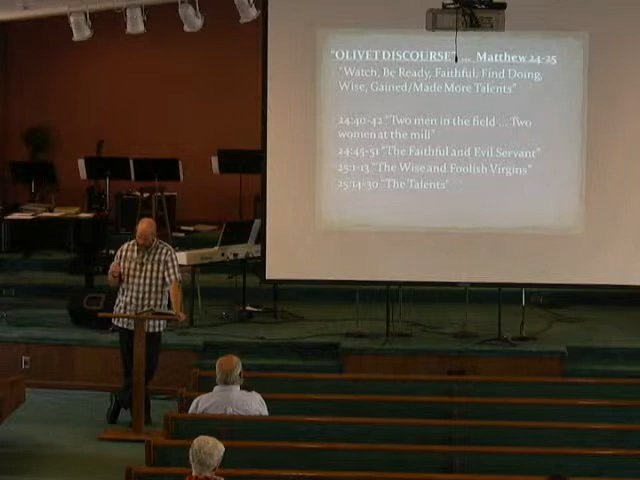 "OLIVET DISCOURSE" ... Matthew 24-25
"Watch, Be Ready, Faithful, Find Doing,
Wise, Gained/Made More Talents"
24:40-42 "Two men in the field ... Two
women at the mill"
24:45-51 "The Faithful and Evil Servant"
25:1-13 "The Wise and Foolish Virgins"
25:14-30 "The Talents"